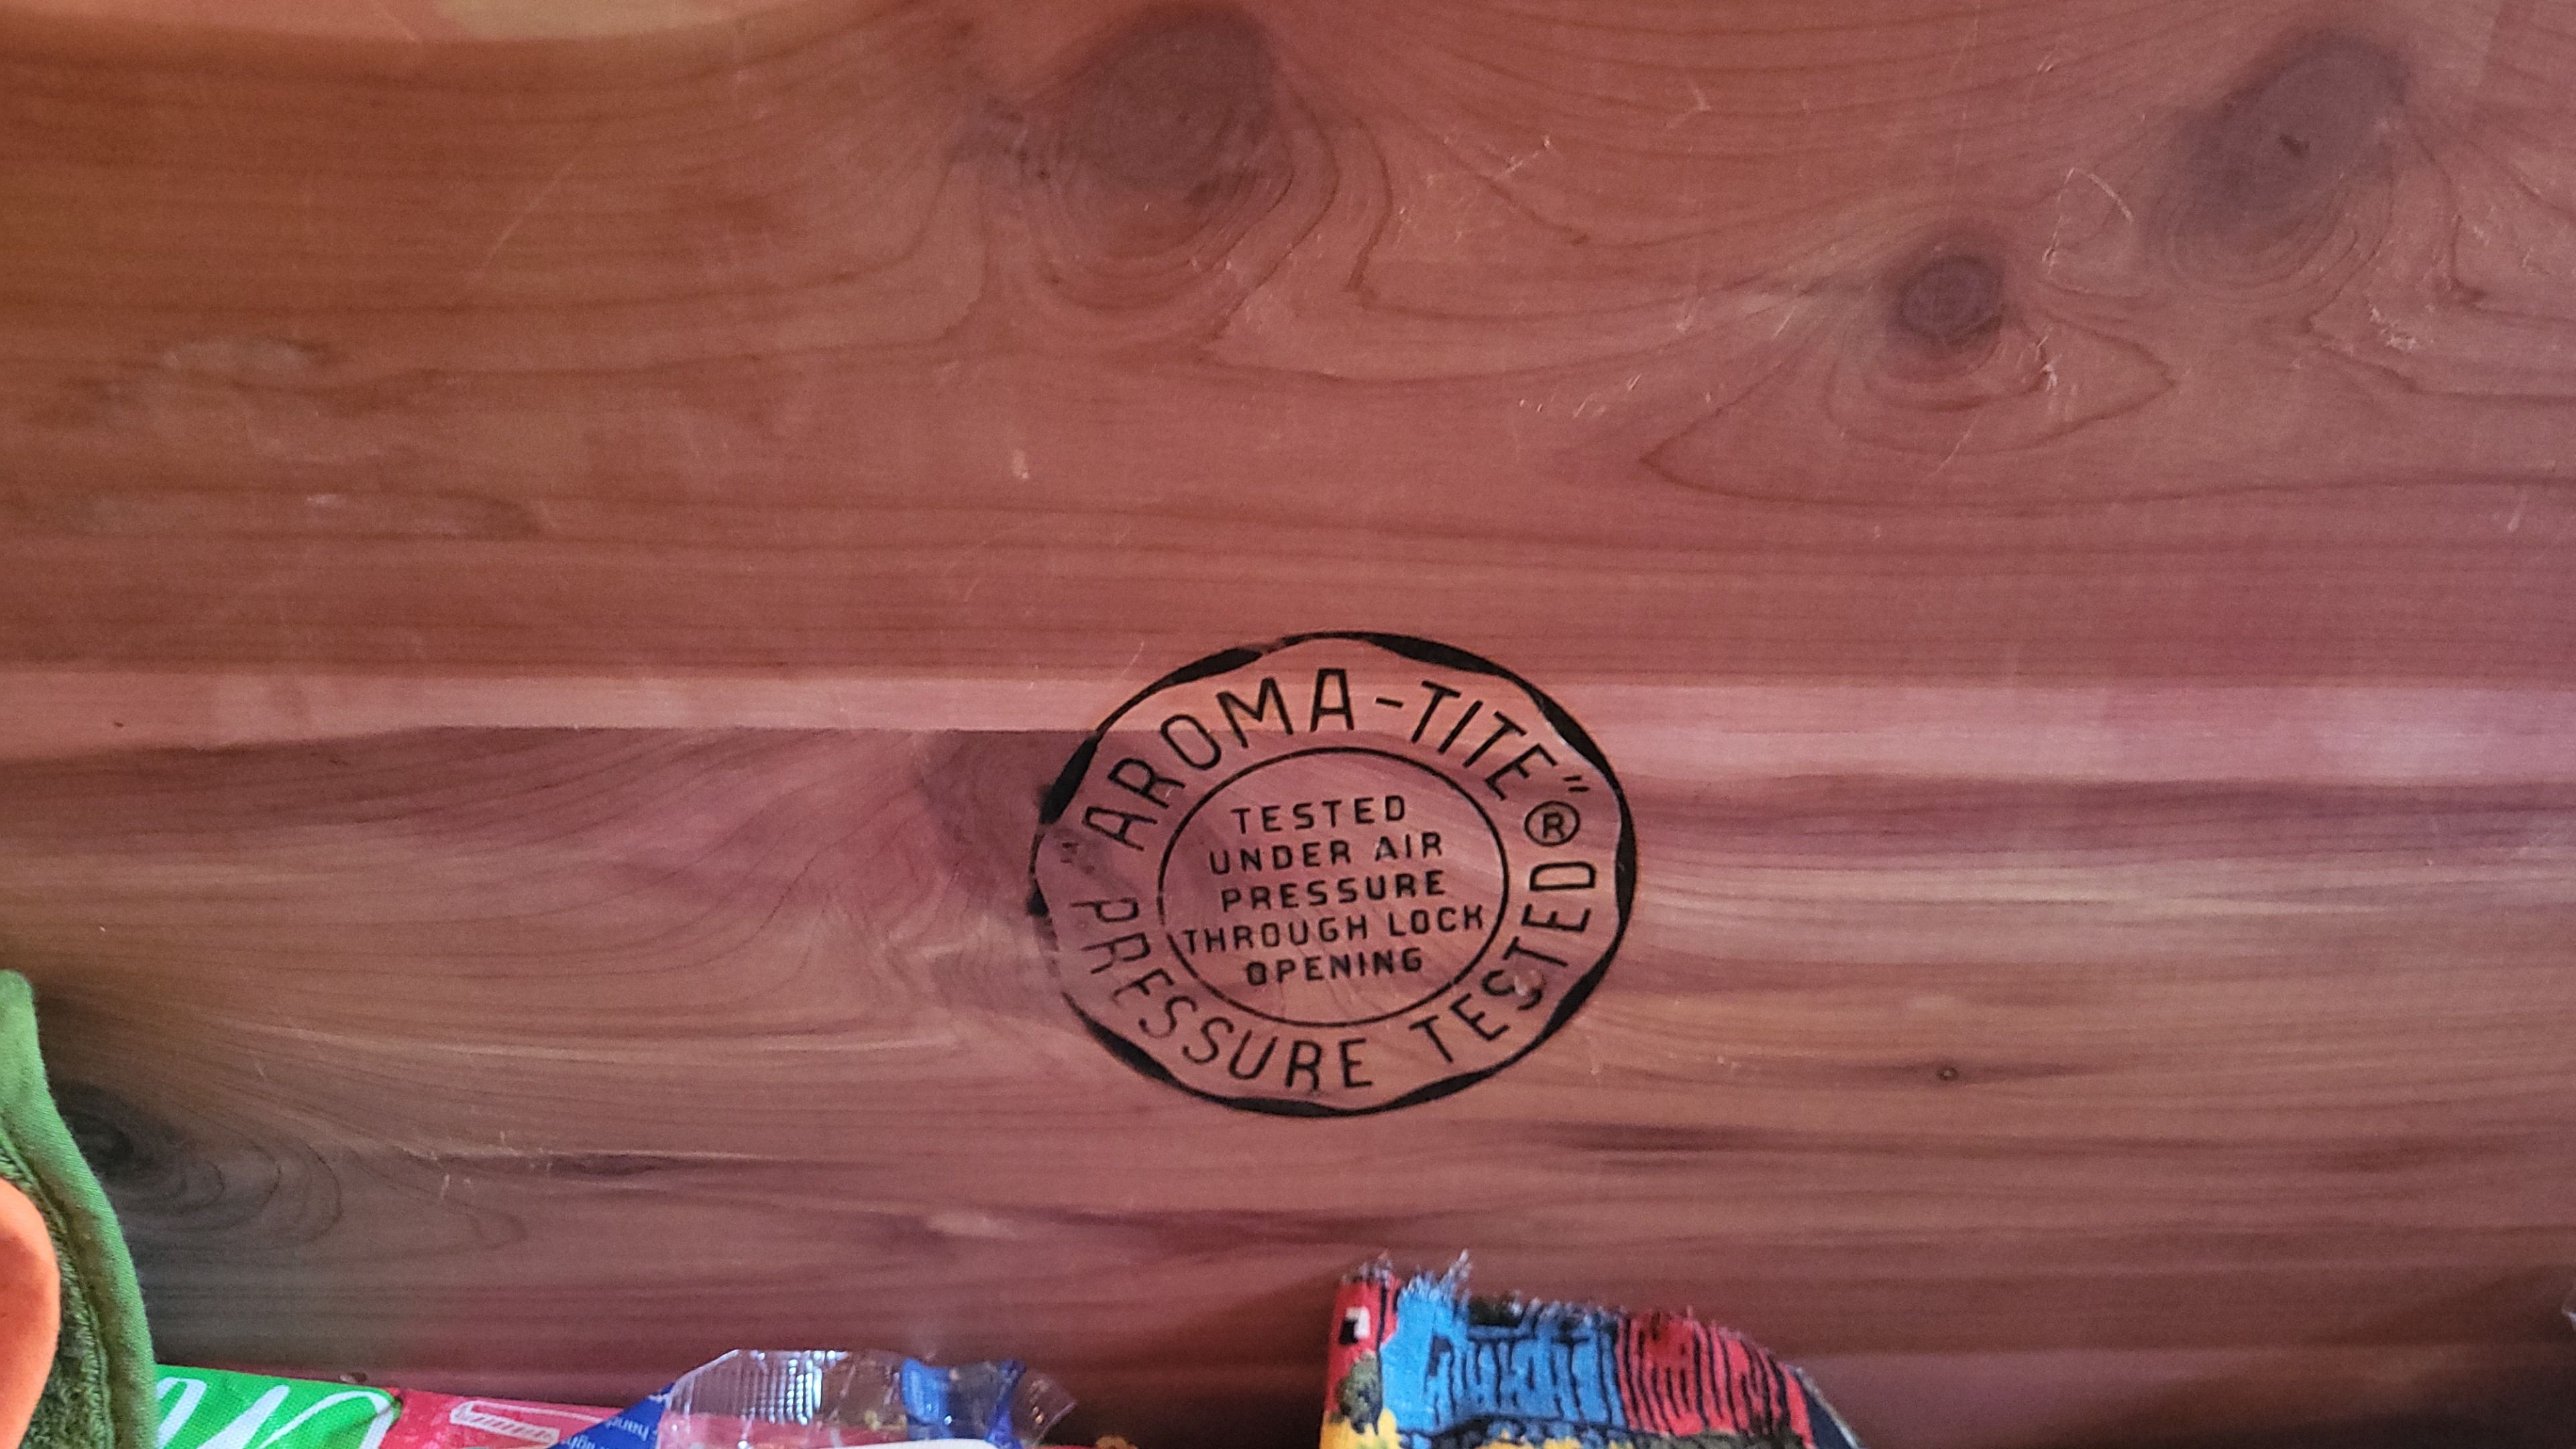 "AROMA-TITE"®
PRESSURE TESTED
TESTED
UNDER AIR
PRESSURE
THROUGH LOCK
OPENING